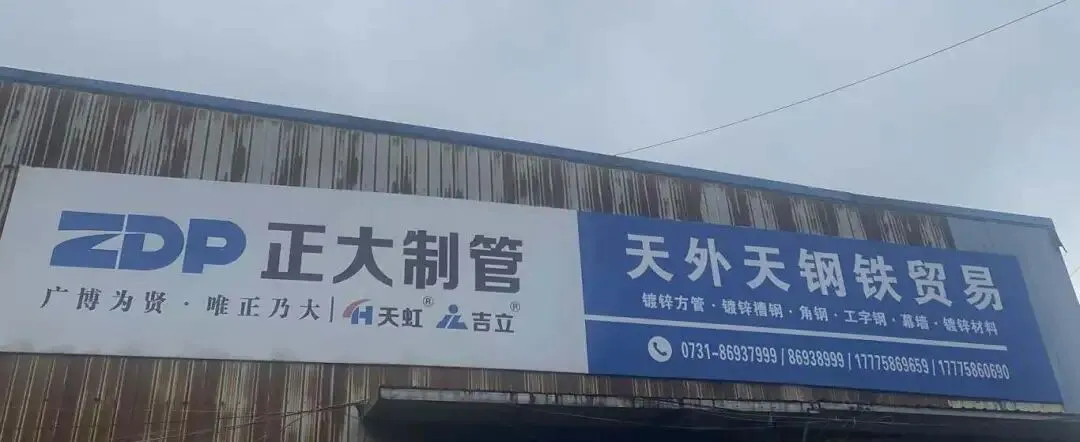 ZDP 正大制管
广博为贤·唯正乃大 | 天虹® 吉立®
天外天钢铁贸易
镀锌方管·镀锌槽钢·角钢·工字钢·幕墙·镀锌材料
0731-86937999 / 86938999 / 17775869659 / 17775860690